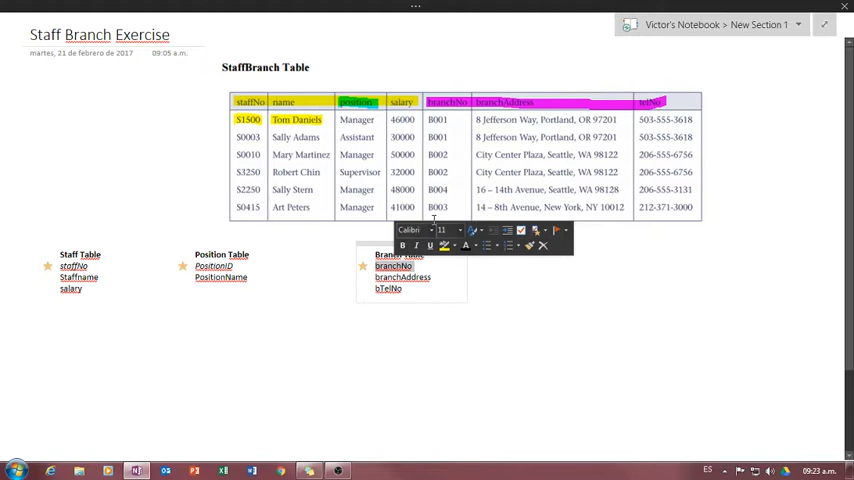 Victor's Notebook > New Section 1
Staff Branch Exercise
martes, 21 de febrero de 2017 09:05 a.m.
StaffBranch Table
staffNo name position salary branchNo branchAddress telNo
S1500 Tom Daniels Manager 46000 B001 8 Jefferson Way, Portland, OR 97201 503-555-3618
S0003 Sally Adams Assistant 30000 B001 8 Jefferson Way, Portland, OR 97201 503-555-3618
S0010 Mary Martinez Manager 50000 B002 City Center Plaza, Seattle, WA 98122 206-555-6756
S3250 Robert Chin Supervisor 32000 B002 City Center Plaza, Seattle, WA 98122 206-555-6756
S2250 Sally Stern Manager 48000 B004 16 – 14th Avenue, Seattle, WA 98128 206-555-3131
S0415 Art Peters Manager 41000 B003 14 – 8th Avenue, New York, NY 10012 212-371-3000
Calibri 11
B I U A
Staff Table
staffNo
Staffname
salary
Position Table
PositionID
PositionName
Branch Table
branchNo
branchAddress
bTelNo
ES 09:23 a.m.